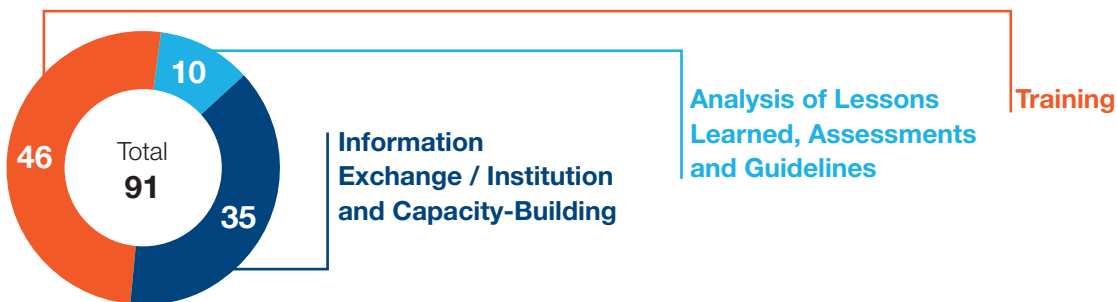 46
10
35
Total
91
Information
Exchange / Institution
and Capacity-Building
Analysis of Lessons
Learned, Assessments
and Guidelines
Training